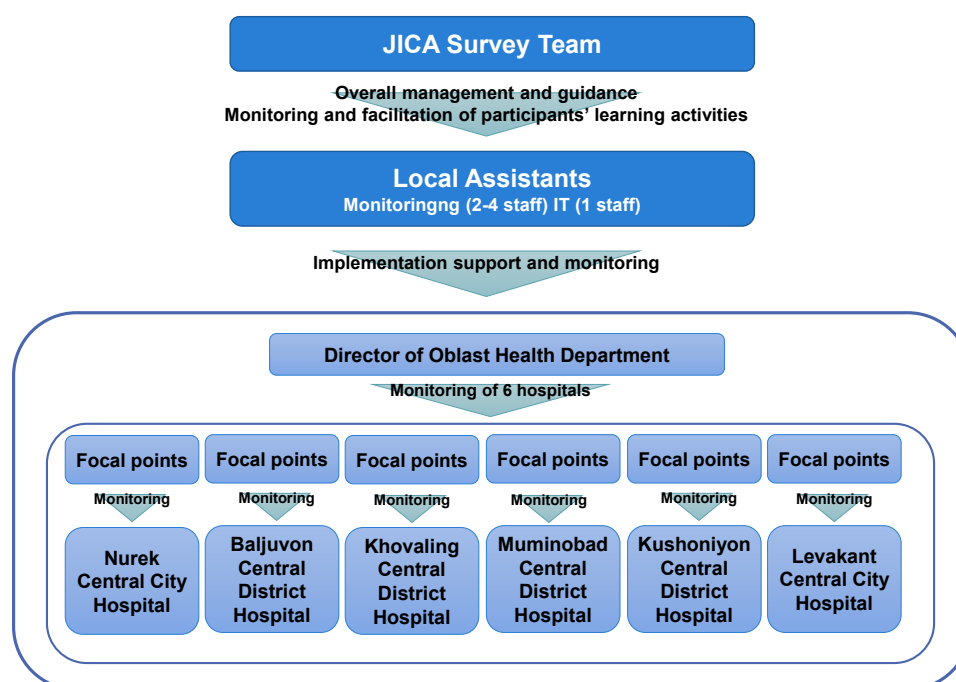 JICA Survey Team
Overall management and guidance
Monitoring and facilitation of participants' learning activities
Local Assistants
Monitoringng (2-4 staff) IT (1 staff)
Implementation support and monitoring
Director of Oblast Health Department
Monitoring of 6 hospitals
Focal points
Focal points
Focal points
Focal points
Focal points
Focal points
Monitoring
Monitoring
Monitoring
Monitoring
Monitoring
Monitoring
Nurek
Central City
Hospital
Baljuvon
Central
District
Hospital
Khovaling
Central
District
Hospital
Muminobad
Central
District
Hospital
Kushoniyon
Central
District
Hospital
Levakant
Central City
Hospital